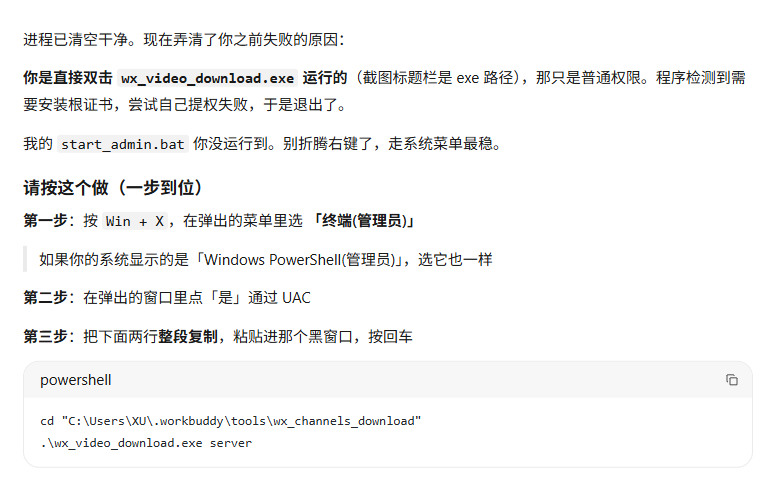 进程已清空干净。现在弄清了你之前失败的原因：
你是直接双击 wx_video_download.exe 运行的（截图标题栏是 exe 路径），那只是普通权限。程序检测到需
要安装根证书，尝试自己提权失败，于是退出了。
我的 start_admin.bat 你没运行到。别折腾右键了，走系统菜单最稳。
请按这个做（一步到位）
第一步：按 Win + X，在弹出的菜单里选 「终端(管理员)」
如果你的系统显示的是「Windows PowerShell(管理员)」，选它也一样
第二步：在弹出的窗口里点「是」通过 UAC
第三步：把下面两行整段复制，粘贴进那个黑窗口，按回车
powershell
cd "C:\Users\XU\.workbuddy\tools\wx_channels_download"
.\wx_video_download.exe server